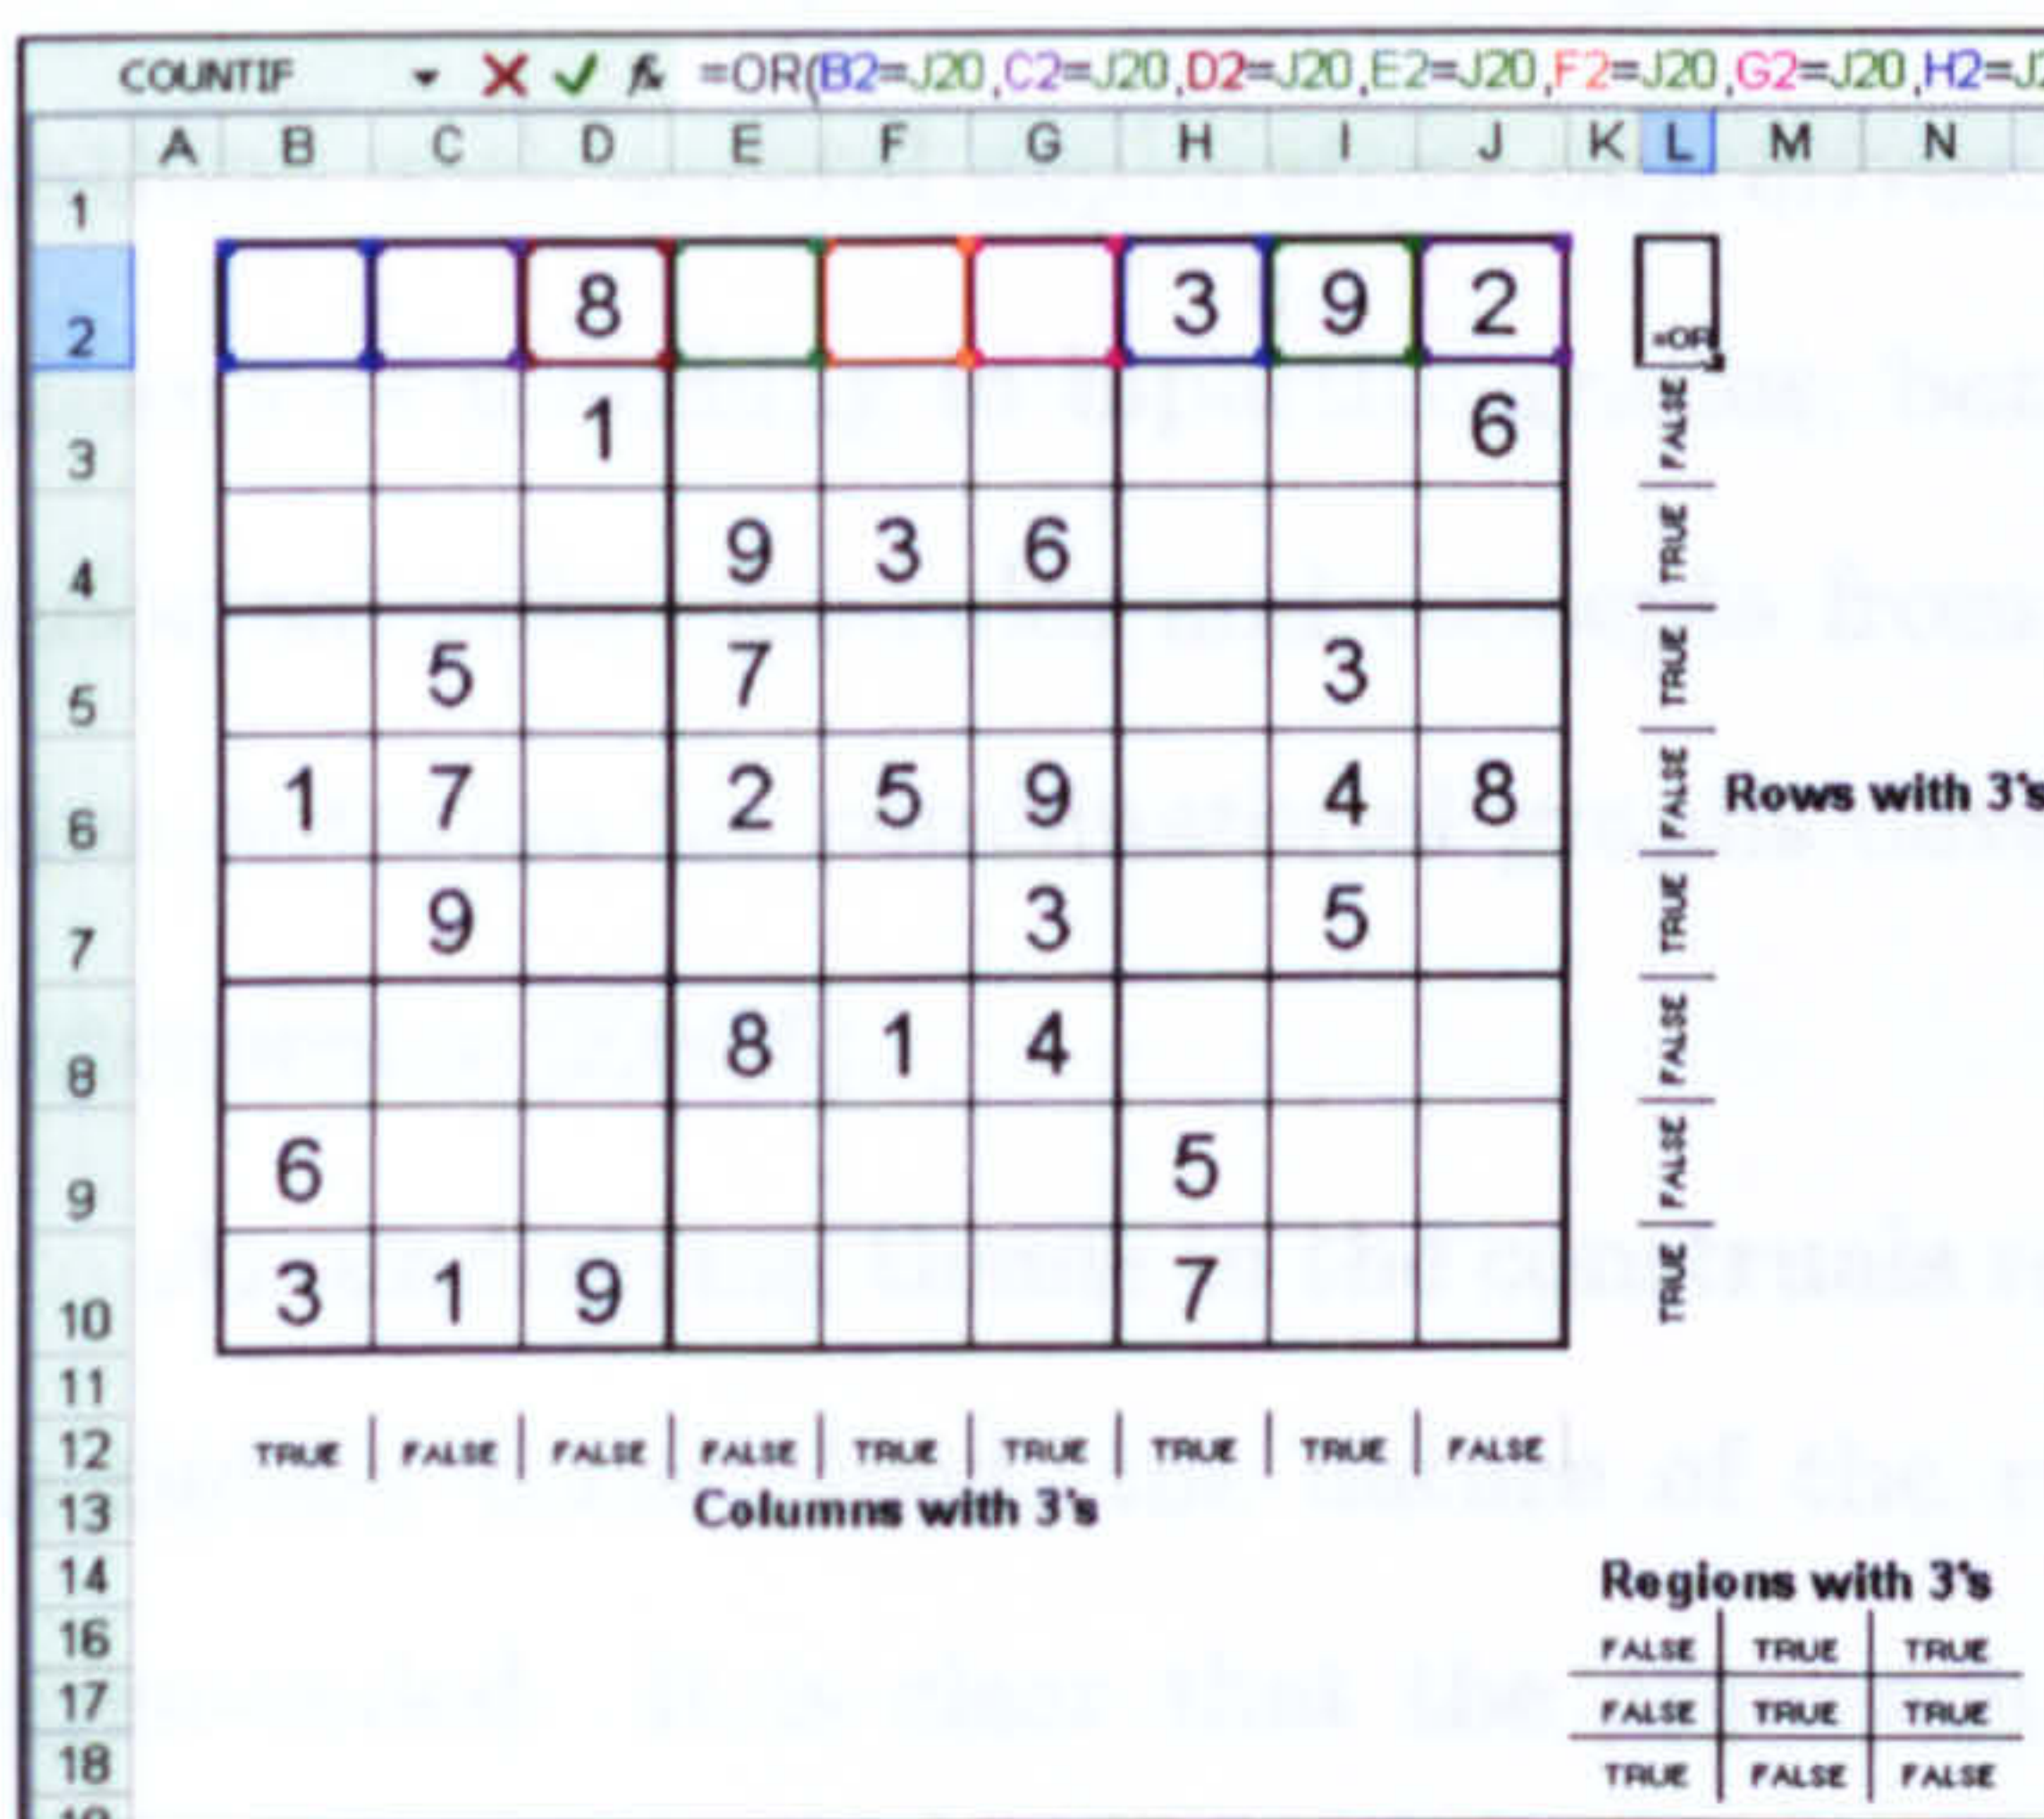 COUNTIF =OR(B2=J20,C2=J20,D2=J20,E2=J20,F2=J20,G2=J20,H2=J2
A B C D E F G H I J K L M N
1
2 8 3 9 2 =OR
3 1 6 FALSE
4 9 3 6 TRUE
5 5 7 3 TRUE
6 1 7 2 5 9 4 8 FALSE Rows with 3's
7 9 3 5 TRUE
8 8 1 4 FALSE
9 6 5 FALSE
10 3 1 9 7 TRUE
11
12 TRUE FALSE FALSE FALSE TRUE TRUE TRUE TRUE FALSE
13 Columns with 3's
14 Regions with 3's
16 FALSE TRUE TRUE
17 FALSE TRUE TRUE
18 TRUE FALSE FALSE